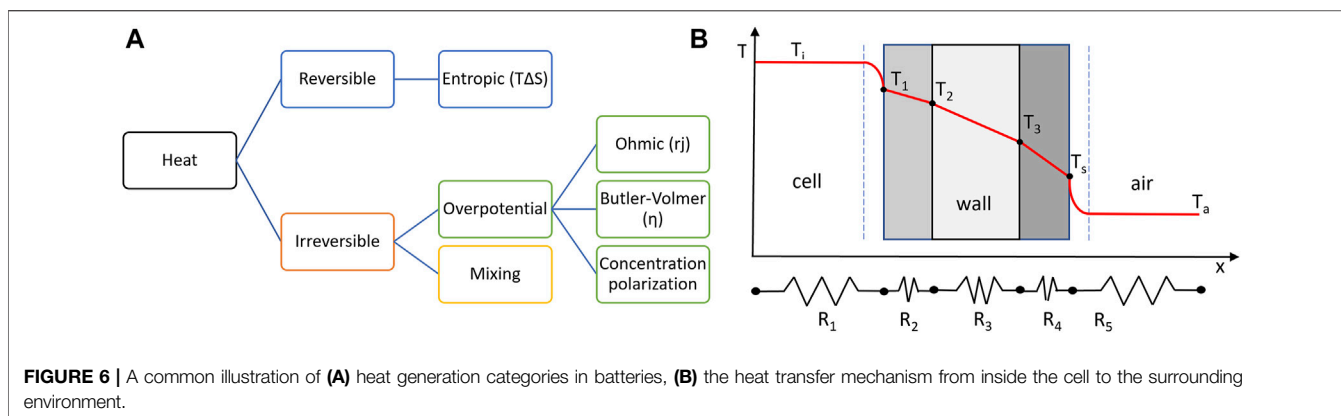 A
Heat
Reversible
Entropic (TΔS)
Irreversible
Overpotential
Mixing
Ohmic (rj)
Butler-Volmer
(η)
Concentration
polarization
B
T
Tᵢ
T₁
T₂
T₃
Tₛ
Tₐ
cell
wall
air
x
R₁
R₂
R₃
R₄
R₅
FIGURE 6 | A common illustration of (A) heat generation categories in batteries, (B) the heat transfer mechanism from inside the cell to the surrounding
environment.